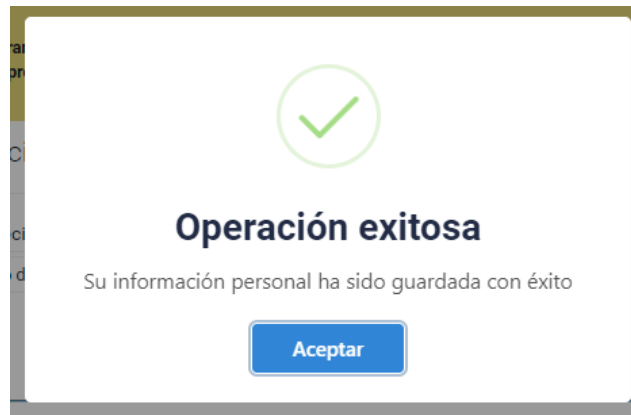 Operación exitosa
Su información personal ha sido guardada con éxito
Aceptar